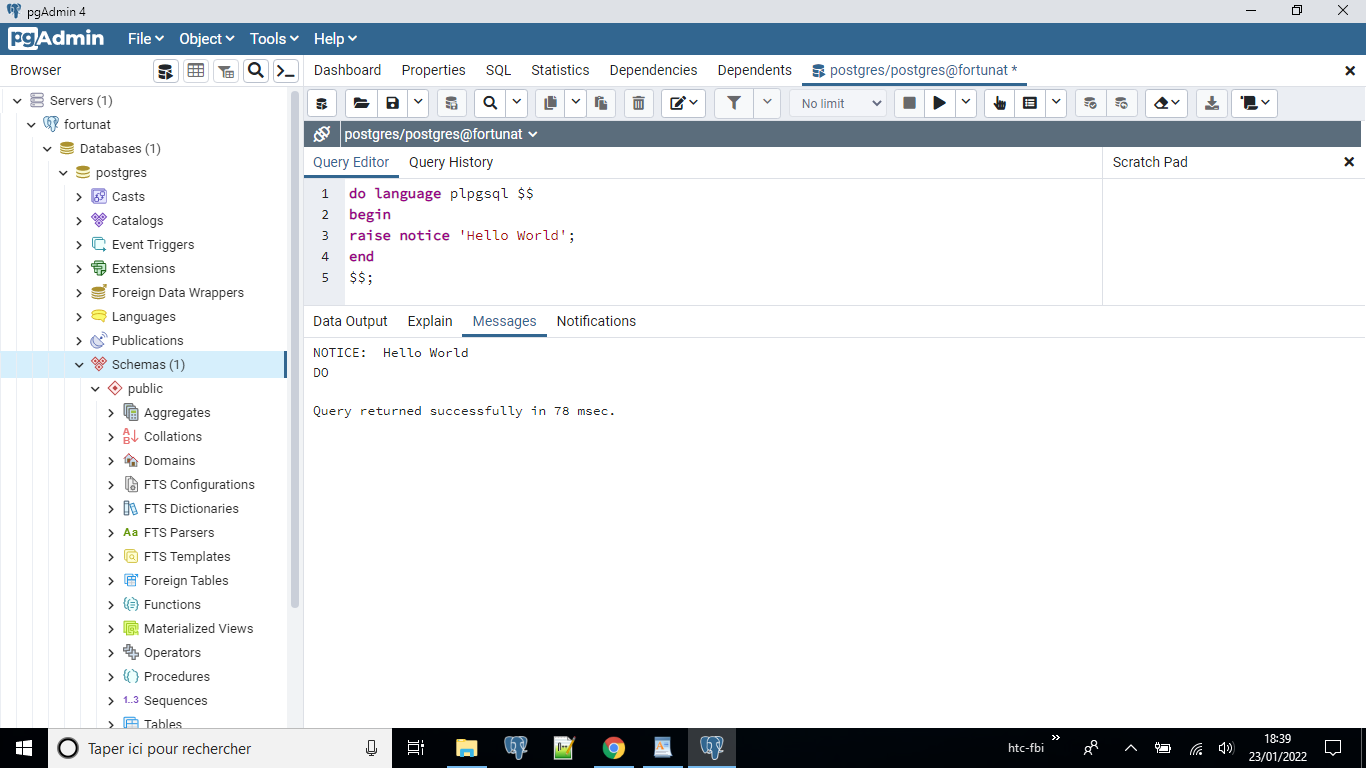 pgAdmin 4
pgAdmin File Object Tools Help
Browser
Dashboard Properties SQL Statistics Dependencies Dependents postgres/postgres@fortunat *
No limit
postgres/postgres@fortunat
Query Editor Query History
Scratch Pad
1 do language plpgsql $$
2 begin
3 raise notice 'Hello World';
4 end
5 $$;
Data Output Explain Messages Notifications
NOTICE: Hello World
DO
Query returned successfully in 78 msec.
Servers (1)
fortunat
Databases (1)
postgres
Casts
Catalogs
Event Triggers
Extensions
Foreign Data Wrappers
Languages
Publications
Schemas (1)
public
Aggregates
Collations
Domains
FTS Configurations
FTS Dictionaries
Aa FTS Parsers
FTS Templates
Foreign Tables
Functions
Materialized Views
Operators
Procedures
1..3 Sequences
Tables
Taper ici pour rechercher
htc-fbi
18:39
23/01/2022